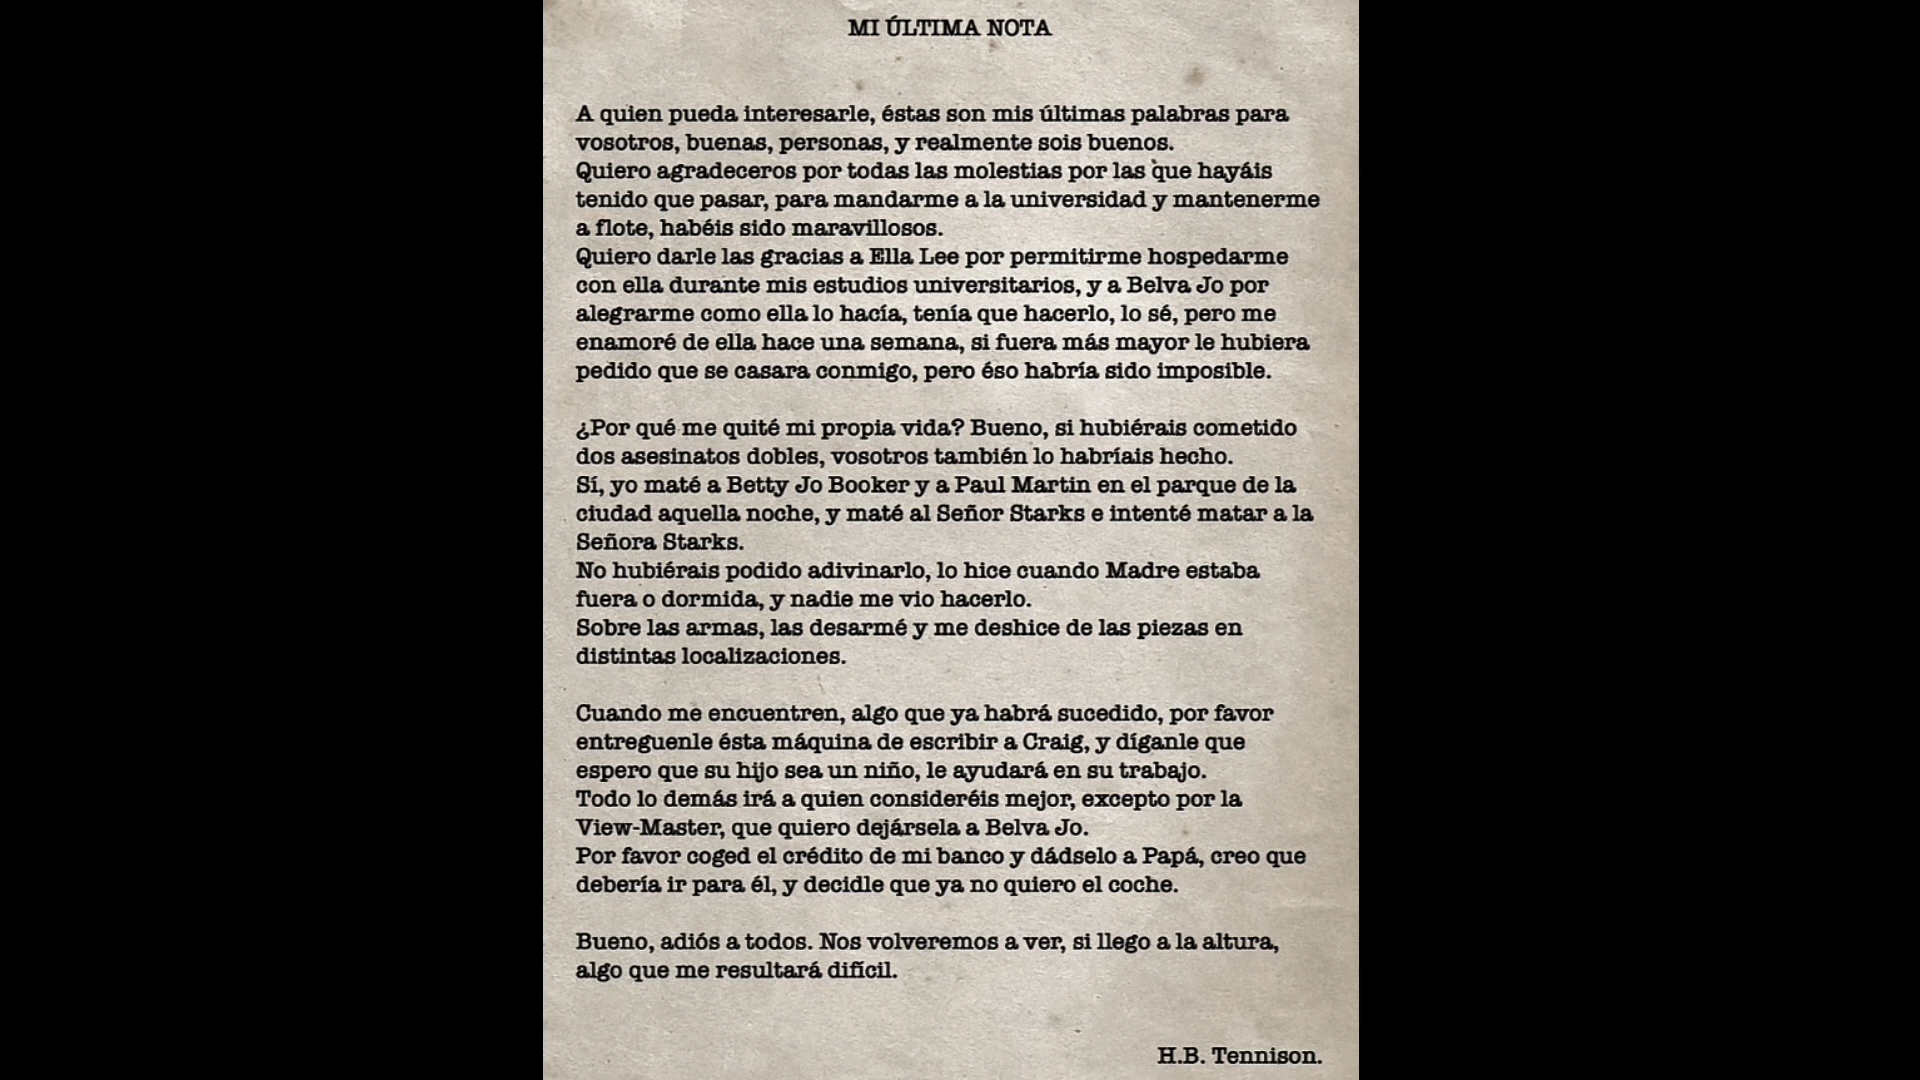 MI ÚLTIMA NOTA
A quien pueda interesarle, éstas son mis últimas palabras para
vosotros, buenas, personas, y realmente sois buenos.
Quiero agradeceros por todas las molestias por las que hayáis
tenido que pasar, para mandarme a la universidad y mantenerme
a flote, habéis sido maravillosos.
Quiero darle las gracias a Ella Lee por permitirme hospedarme
con ella durante mis estudios universitarios, y a Belva Jo por
alegrarme como ella lo hacía, tenía que hacerlo, lo sé, pero me
enamoré de ella hace una semana, si fuera más mayor le hubiera
pedido que se casara conmigo, pero éso habría sido imposible.
¿Por qué me quité mi propia vida? Bueno, si hubiérais cometido
dos asesinatos dobles, vosotros también lo habríais hecho.
Sí, yo maté a Betty Jo Booker y a Paul Martin en el parque de la
ciudad aquella noche, y maté al Señor Starks e intenté matar a la
Señora Starks.
No hubiérais podido adivinarlo, lo hice cuando Madre estaba
fuera o dormida, y nadie me vio hacerlo.
Sobre las armas, las desarmé y me deshice de las piezas en
distintas localizaciones.
Cuando me encuentren, algo que ya habrá sucedido, por favor
entreguenle ésta máquina de escribir a Craig, y díganle que
espero que su hijo sea un niño, le ayudará en su trabajo.
Todo lo demás irá a quien consideréis mejor, excepto por la
View-Master, que quiero dejársela a Belva Jo.
Por favor coged el crédito de mi banco y dádselo a Papá, creo que
debería ir para él, y decidle que ya no quiero el coche.
Bueno, adiós a todos. Nos volveremos a ver, si llego a la altura,
algo que me resultará difícil.
H.B. Tennison.